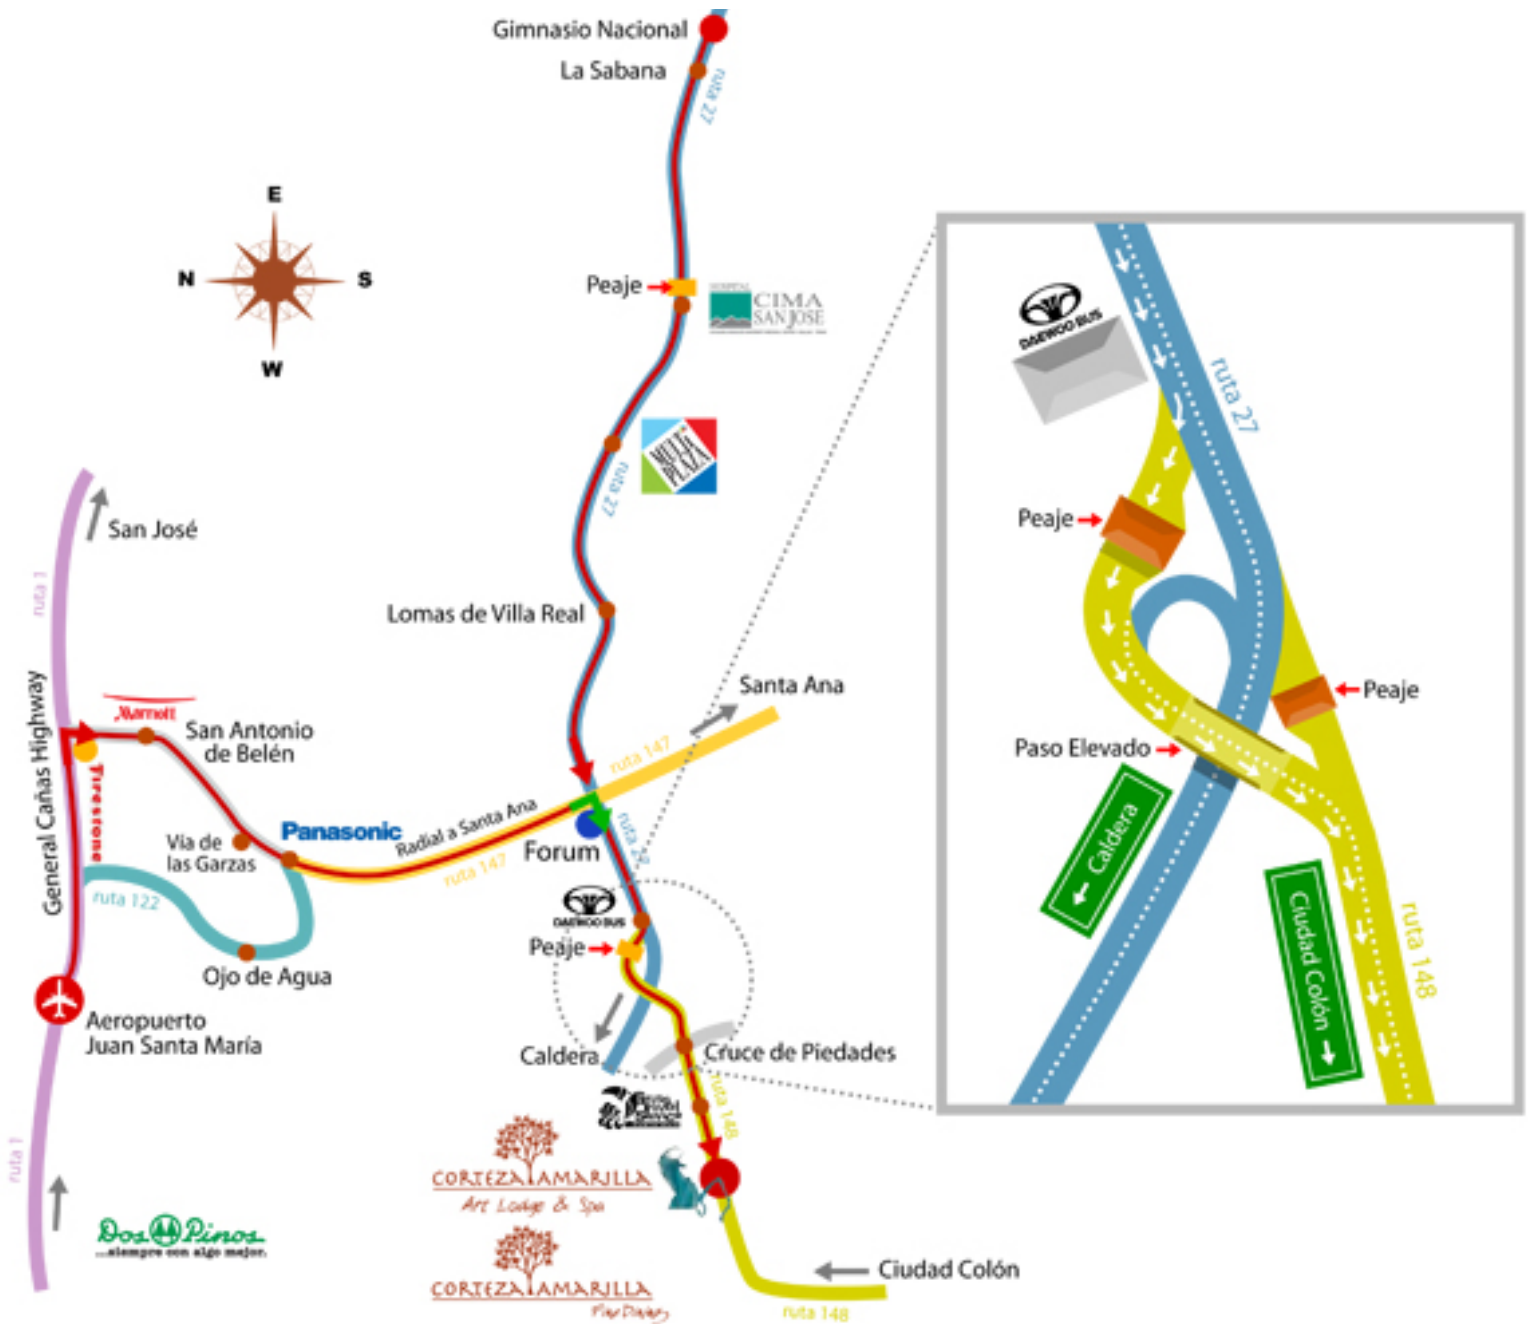 Gimnasio Nacional
La Sabana
ruta 27
E
N
S
W
Peaje
HOSPITAL
CIMA
SAN JOSE
MULTI
PLAZA
ruta 27
San José
ruta 1
Lomas de Villa Real
Santa Ana
ruta 147
Marriott
San Antonio
de Belén
General Cañas Highway
Firestone
Vía de
las Garzas
Panasonic
Radial a Santa Ana
ruta 147
Forum
ruta 27
ruta 122
Ojo de Agua
DAEWOO BUS
Peaje
Aeropuerto
Juan Santa María
Caldera
Cruce de Piedades
ruta 148
CORTEZA AMARILLA
Art Lodge & Spa
CORTEZA AMARILLA
Fine Dining
ruta 1
Dos Pinos
...siempre con algo mejor.
Ciudad Colón
ruta 148
DAEWOO BUS
ruta 27
Peaje
Peaje
Paso Elevado
Caldera
Ciudad Colón
ruta 148